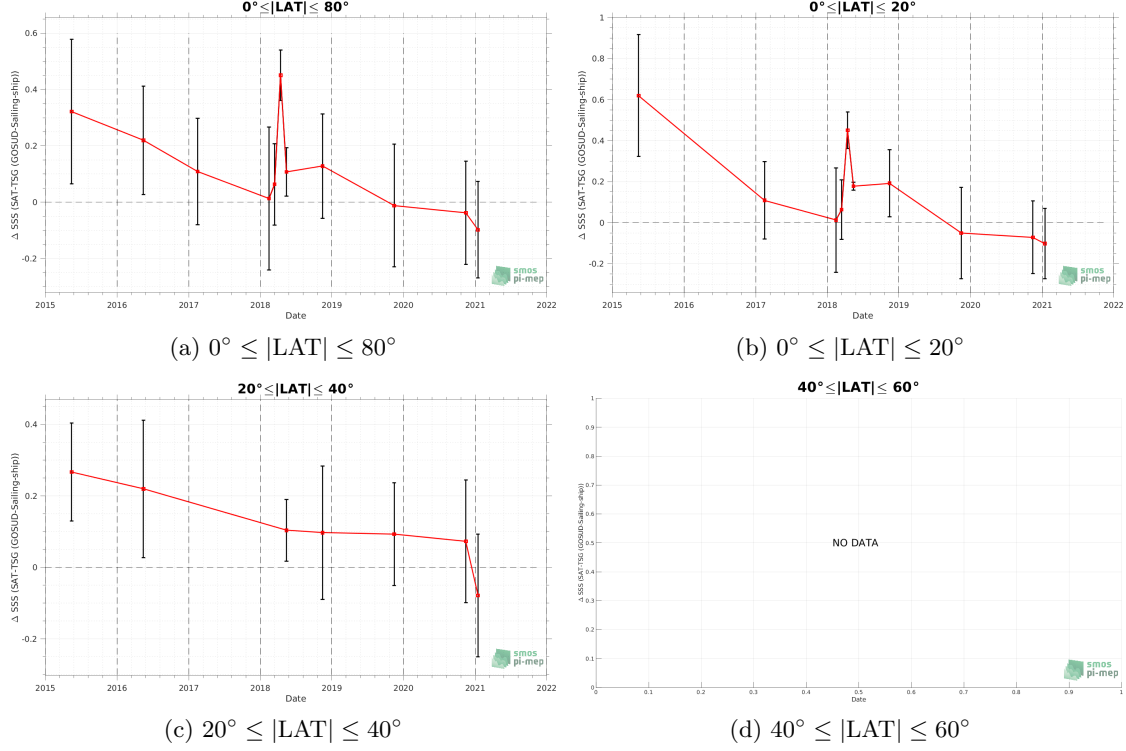 0°≤|LAT|≤ 80°
Δ SSS (SAT-TSG (GOSUD-Sailing-ship))
0.6
0.4
0.2
0
-0.2
2015 2016 2017 2018 2019 2020 2021 2022
Date
smos
pi-mep
(a) 0° ≤ |LAT| ≤ 80°
0°≤|LAT|≤ 20°
Δ SSS (SAT-TSG (GOSUD-Sailing-ship))
1
0.8
0.6
0.4
0.2
0
-0.2
2015 2016 2017 2018 2019 2020 2021 2022
Date
smos
pi-mep
(b) 0° ≤ |LAT| ≤ 20°
20°≤|LAT|≤ 40°
Δ SSS (SAT-TSG (GOSUD-Sailing-ship))
0.4
0.2
0
-0.2
2015 2016 2017 2018 2019 2020 2021 2022
Date
smos
pi-mep
(c) 20° ≤ |LAT| ≤ 40°
40°≤|LAT|≤ 60°
Δ SSS (SAT-TSG (GOSUD-Sailing-ship))
1
0.9
0.8
0.7
0.6
0.5
0.4
0.3
0.2
0.1
0
NO DATA
0 0.1 0.2 0.3 0.4 0.5 0.6 0.7 0.8 0.9 1
Date
smos
pi-mep
(d) 40° ≤ |LAT| ≤ 60°